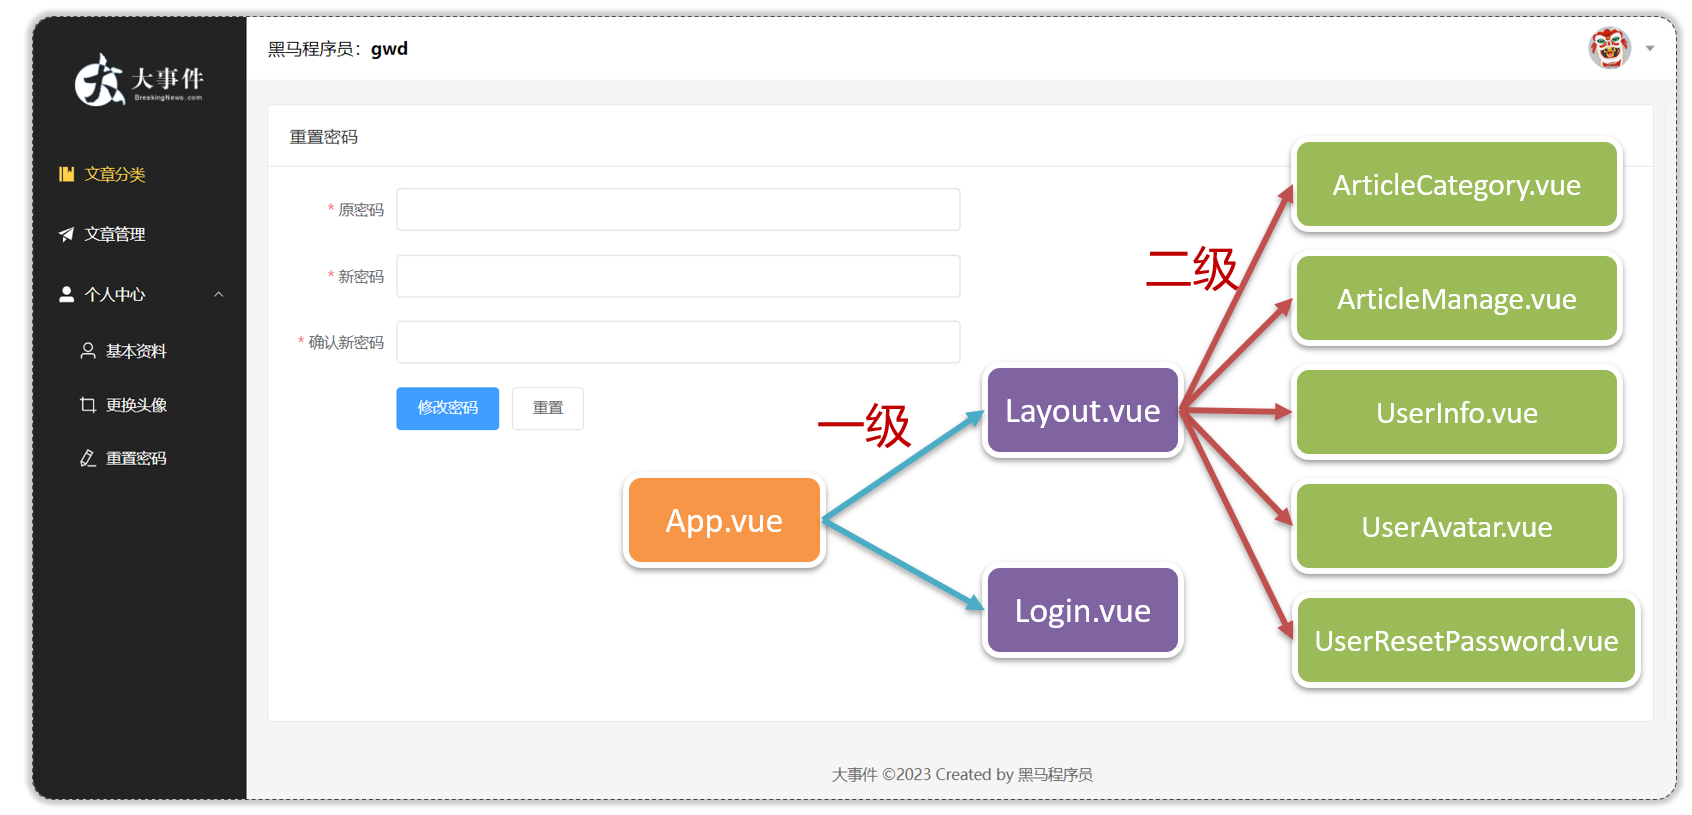 大事件
BreakingNews.com
文章分类
文章管理
个人中心
基本资料
更换头像
重置密码
黑马程序员：gwd
重置密码
* 原密码
* 新密码
* 确认新密码
修改密码
重置
一级
二级
App.vue
Layout.vue
Login.vue
ArticleCategory.vue
ArticleManage.vue
UserInfo.vue
UserAvatar.vue
UserResetPassword.vue
大事件 ©2023 Created by 黑马程序员